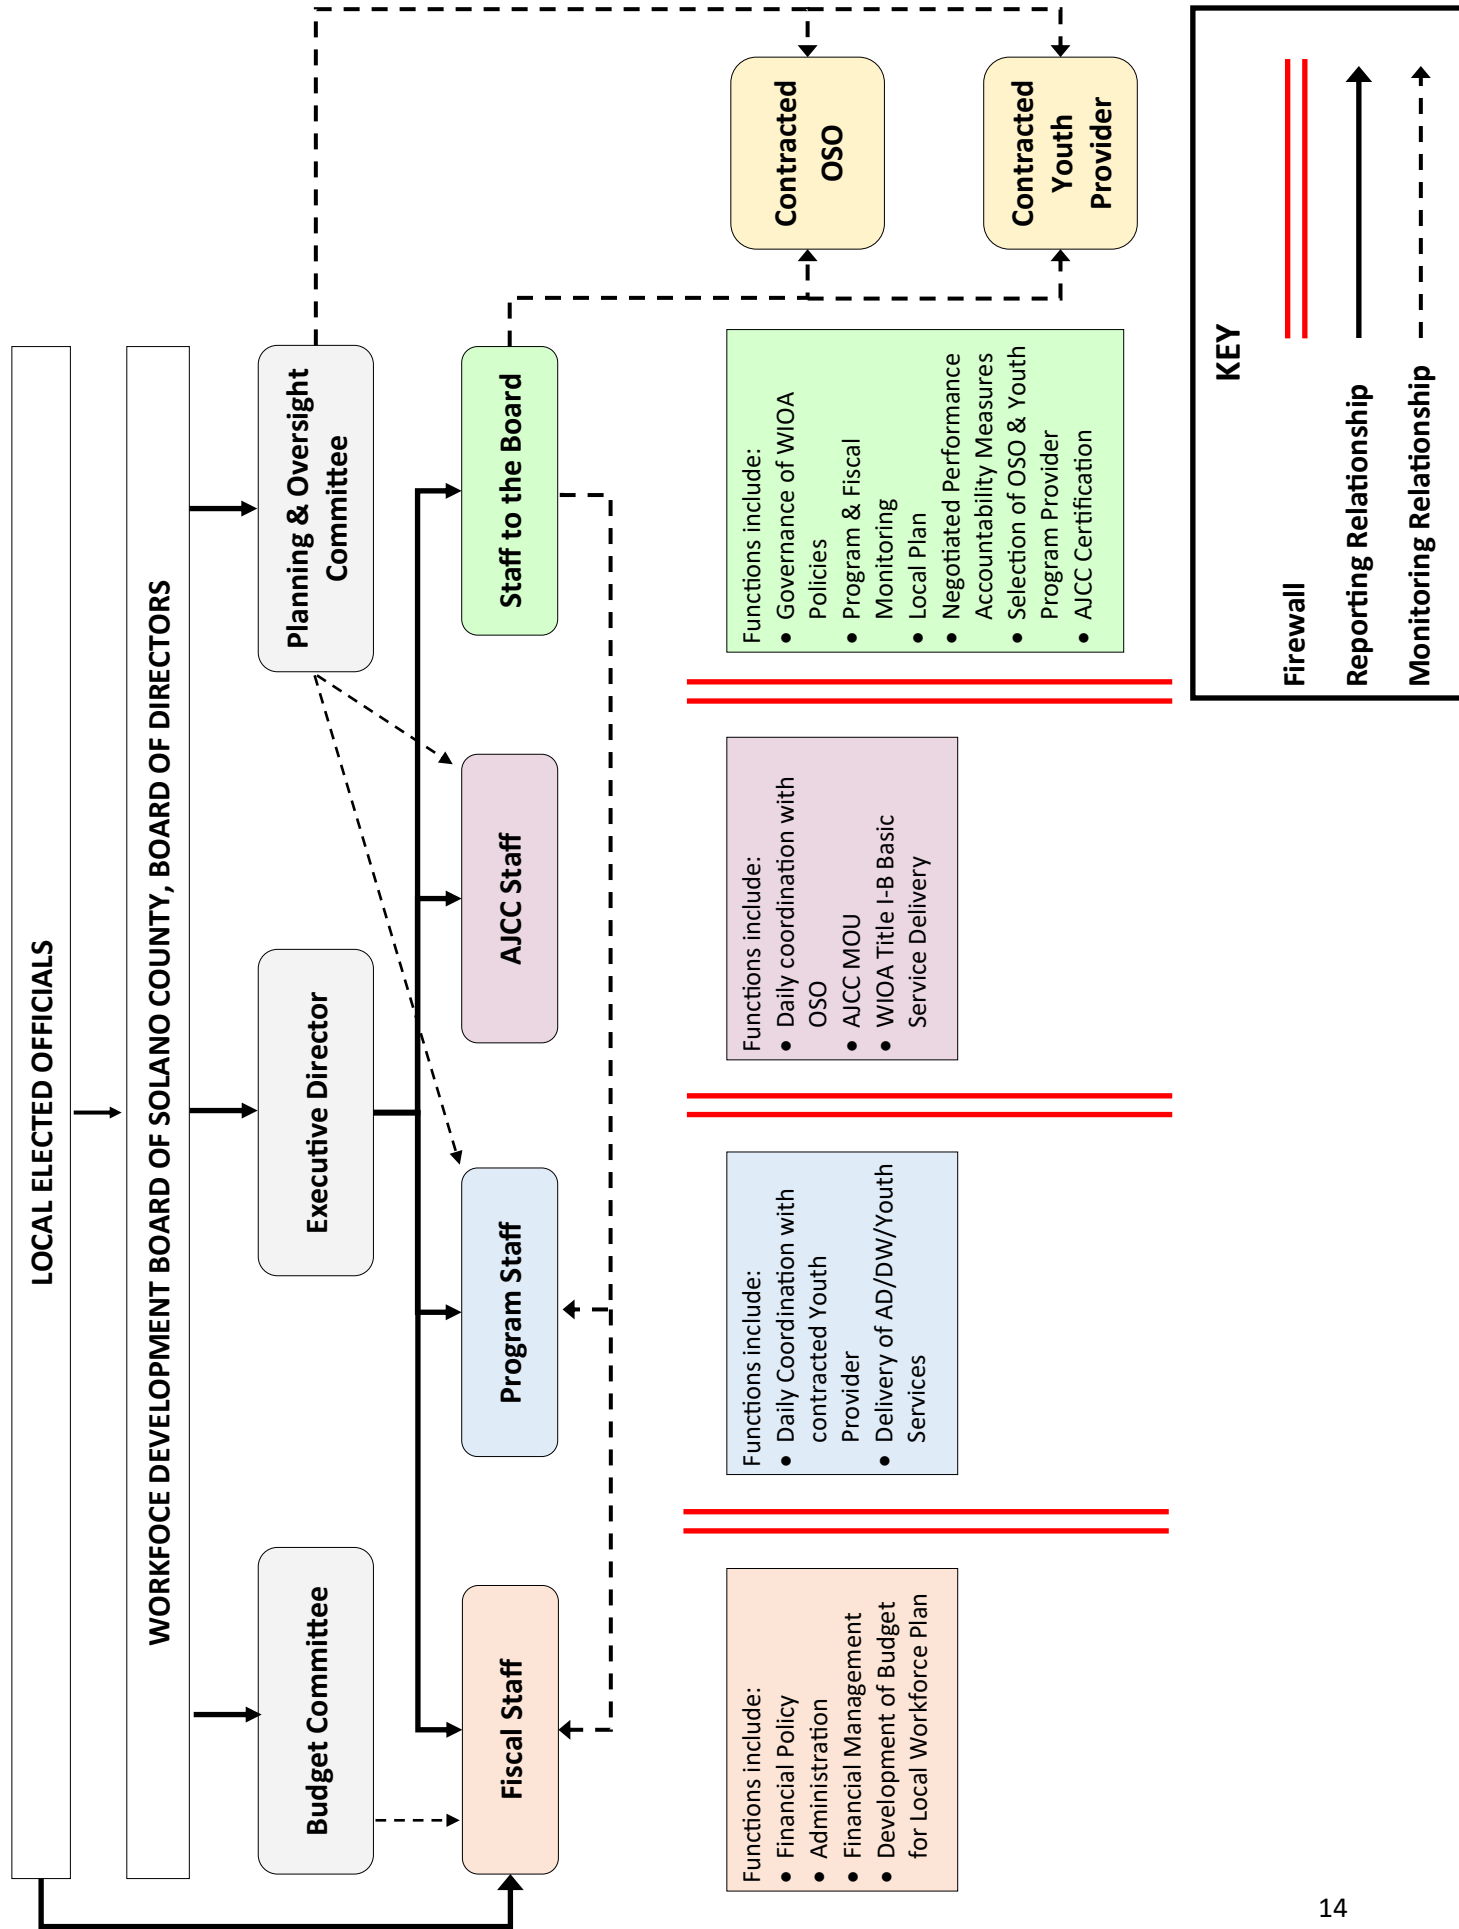 LOCAL ELECTED OFFICIALS
WORKFOCE DEVELOPMENT BOARD OF SOLANO COUNTY, BOARD OF DIRECTORS
Budget Committee
Executive Director
Planning & Oversight
Committee
Fiscal Staff
Program Staff
AJCC Staff
Staff to the Board
Functions include:
• Financial Policy
• Administration
• Financial Management
• Development of Budget
for Local Workforce Plan
Functions include:
• Daily Coordination with
contracted Youth
Provider
• Delivery of AD/DW/Youth
Services
Functions include:
• Daily coordination with
OSO
• AJCC MOU
• WIOA Title I-B Basic
Service Delivery
Functions include:
• Governance of WIOA
Policies
• Program & Fiscal
Monitoring
• Local Plan
• Negotiated Performance
Accountability Measures
• Selection of OSO & Youth
Program Provider
• AJCC Certification
Contracted
OSO
Contracted
Youth
Provider
KEY
Firewall
Reporting Relationship
Monitoring Relationship
14